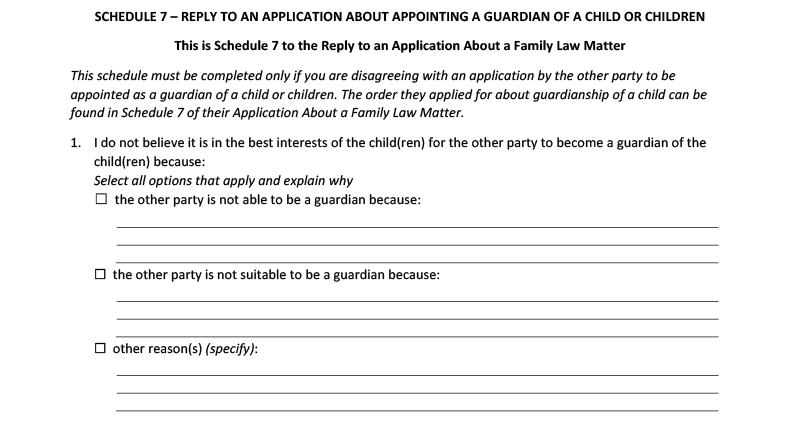 SCHEDULE 7 – REPLY TO AN APPLICATION ABOUT APPOINTING A GUARDIAN OF A CHILD OR CHILDREN
This is Schedule 7 to the Reply to an Application About a Family Law Matter
This schedule must be completed only if you are disagreeing with an application by the other party to be
appointed as a guardian of a child or children. The order they applied for about guardianship of a child can be
found in Schedule 7 of their Application About a Family Law Matter.
1. I do not believe it is in the best interests of the child(ren) for the other party to become a guardian of the
child(ren) because:
Select all options that apply and explain why
☐ the other party is not able to be a guardian because:
☐ the other party is not suitable to be a guardian because:
☐ other reason(s) (specify):